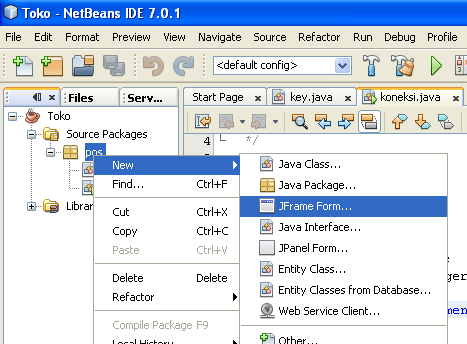 Toko - NetBeans IDE 7.0.1
File Edit View Navigate Source Refactor Run Debug Profile
<default config>
Files Serv...
Start Page key.java koneksi.java
Toko
Source Packages
pos
4 */
New
Find... Ctrl+F
Cut Ctrl+X
Copy Ctrl+C
Paste Ctrl+V
Delete Delete
Refactor
Compile Package F9
Local History
Java Class...
Java Package...
JFrame Form...
Java Interface...
JPanel Form...
Entity Class...
Entity Classes from Database...
Web Service Client...
Other...